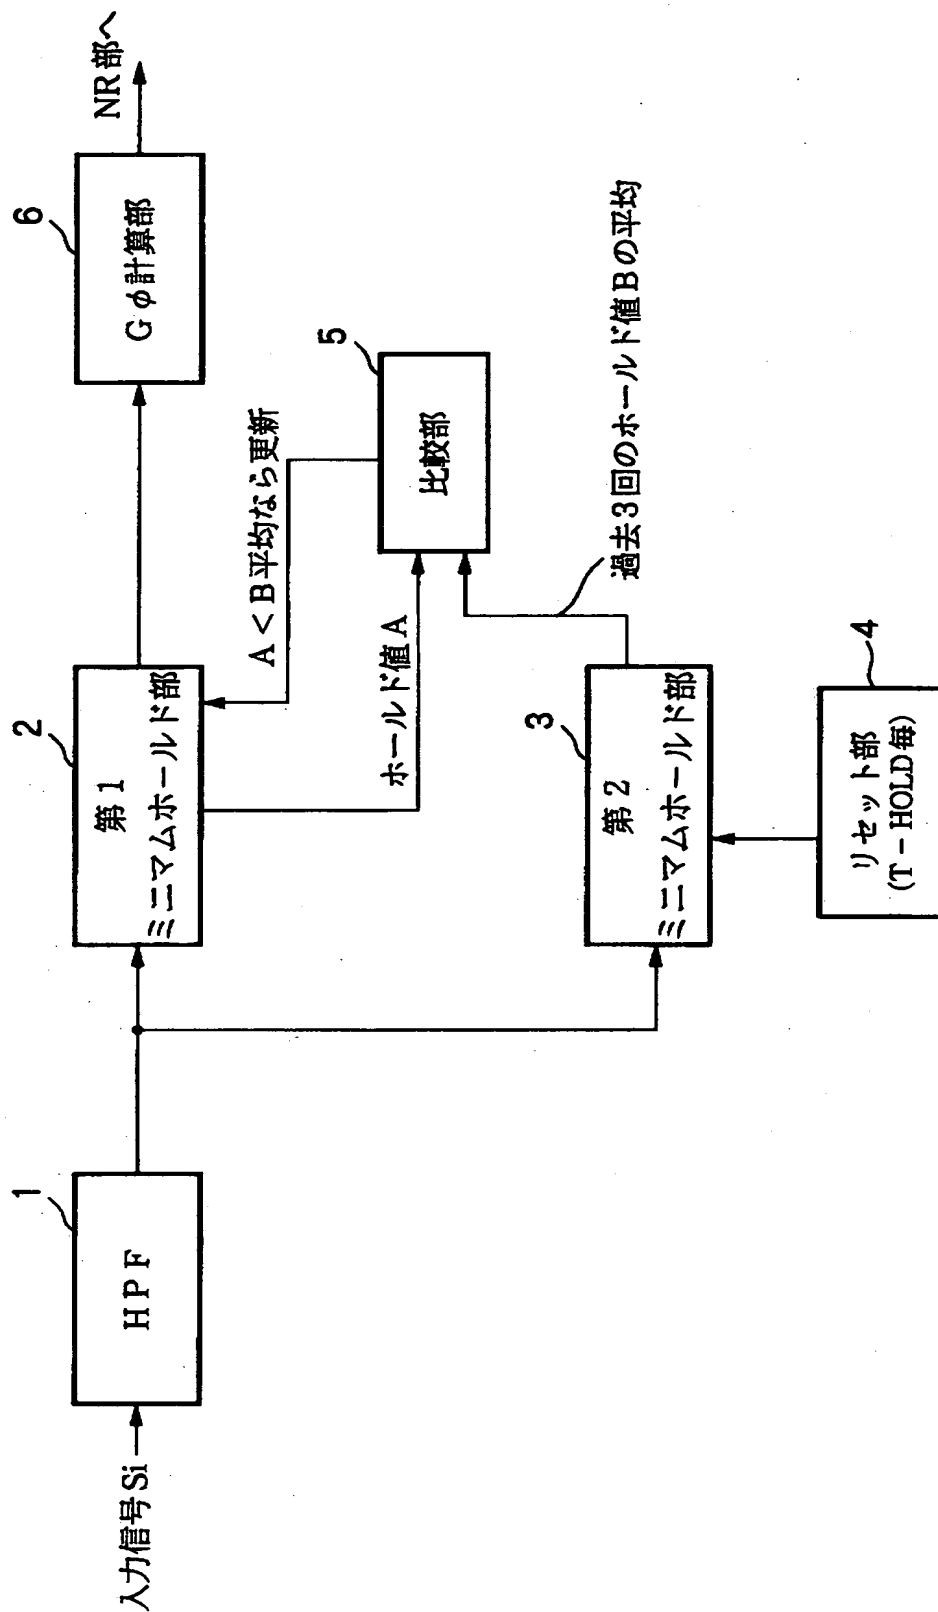 入力信号Si
1
HPF
2
第1
ミニマムホールド部
6
Gφ計算部
NR部へ
A<B平均なら更新
ホールド値A
5
比較部
過去3回のホールド値Bの平均
3
第2
ミニマムホールド部
4
リセット部
(T-HOLD毎)